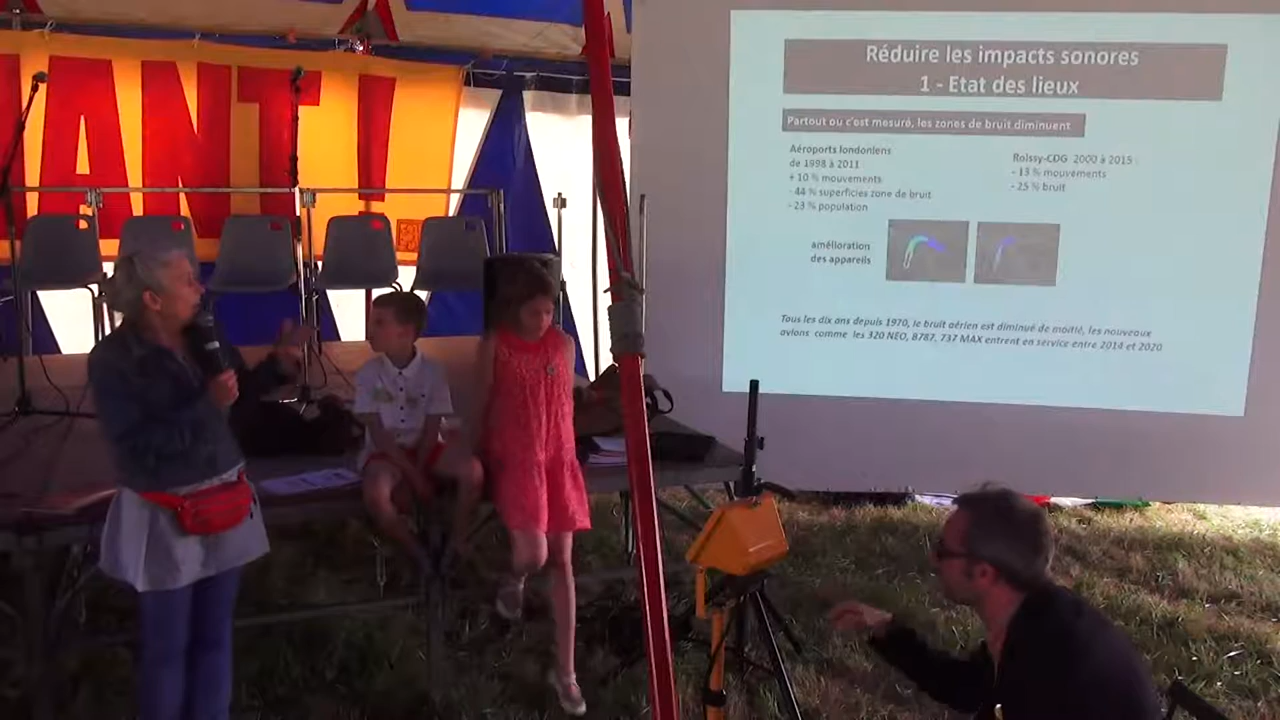 ANT !
Réduire les impacts sonores
1 - Etat des lieux
Partout ou c'est mesuré, les zones de bruit diminuent
Aéroports londoniens
de 1998 à 2011
+ 10 % mouvements
- 44 % superficies zone de bruit
- 23 % population
Roissy-CDG 2000 à 2015
- 13 % mouvements
- 25 % bruit
amélioration
des appareils
Tous les dix ans depuis 1970, le bruit aérien est diminué de moitié, les nouveaux
avions comme les 320 NEO, B787, 737 MAX entrent en service entre 2014 et 2020